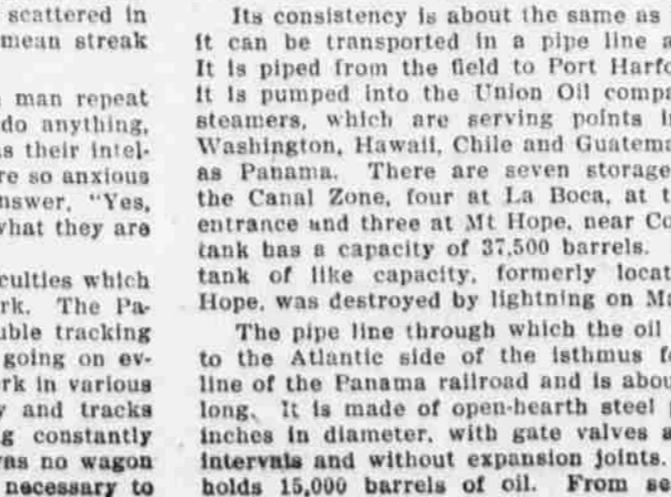 scattered in
mean streak
man repeat
do anything,
as their intel-
re so anxious
nswer, "Yes,
what they are
culties which
rk. The Pa-
uble tracking
going on ev-
rk in various
y and tracks
g constantly
vas no wagon
necessary to
Its consistency is about the same as
it can be transported in a pipe line a
It is piped from the field to Port Harfo
it is pumped into the Union Oil compa
steamers, which are serving points in
Washington, Hawaii, Chile and Guatema
as Panama. There are seven storage
the Canal Zone, four at La Boca, at t
entrance and three at Mt Hope, near Co
tank has a capacity of 37,500 barrels.
tank of like capacity, formerly locat
Hope, was destroyed by lightning on Ma
The pipe line through which the oil
to the Atlantic side of the isthmus fo
line of the Panama railroad and is abou
long. It is made of open-hearth steel
inches in diameter, with gate valves a
intervals and without expansion joints.
holds 15,000 barrels of oil. From se